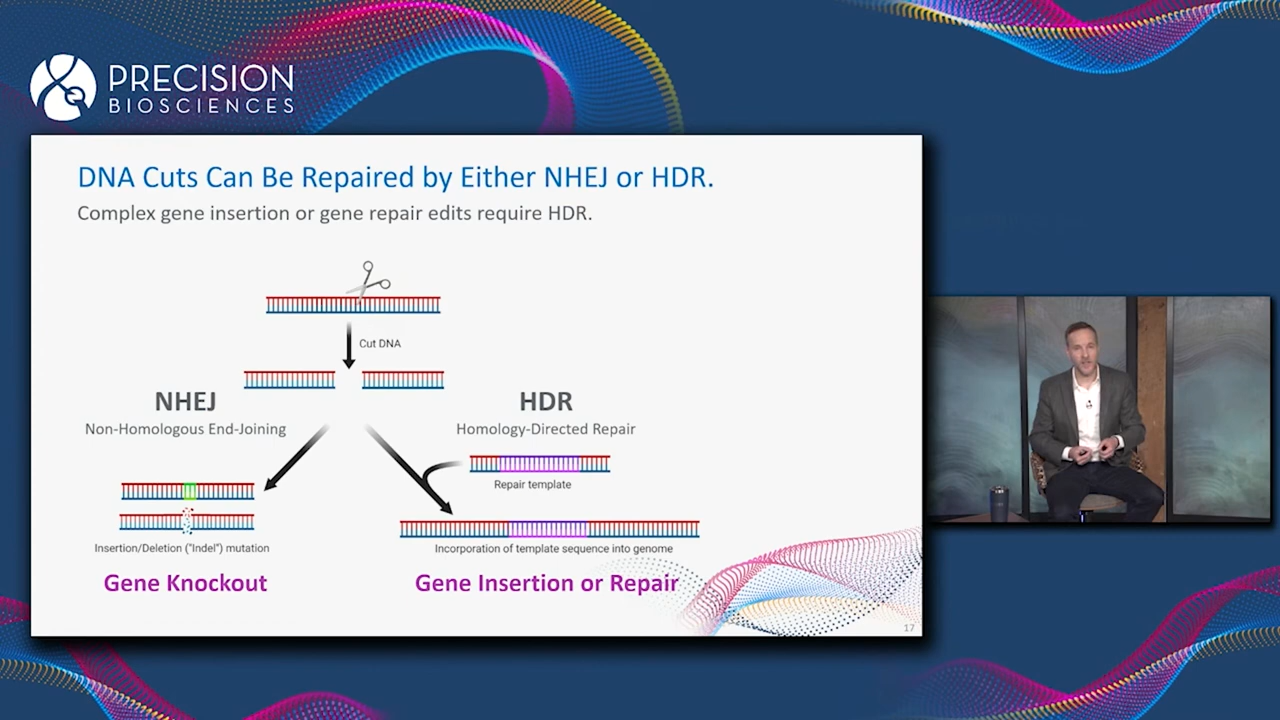 PRECISION
BIOSCIENCES
DNA Cuts Can Be Repaired by Either NHEJ or HDR.
Complex gene insertion or gene repair edits require HDR.
Cut DNA
NHEJ
Non-Homologous End-Joining
HDR
Homology-Directed Repair
Repair template
Insertion/Deletion ("Indel") mutation
Incorporation of template sequence into genome
Gene Knockout
Gene Insertion or Repair
17